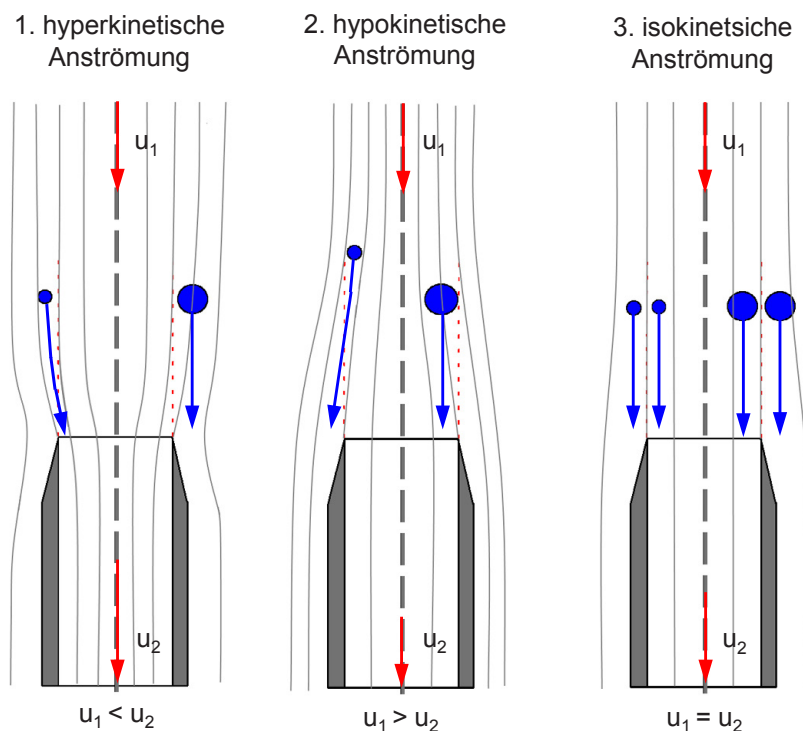 1. hyperkinetische
Anströmung
2. hypokinetische
Anströmung
3. isokinetsiche
Anströmung
u₁
u₁
u₁
u₂
u₂
u₂
u₁ < u₂
u₁ > u₂
u₁ = u₂